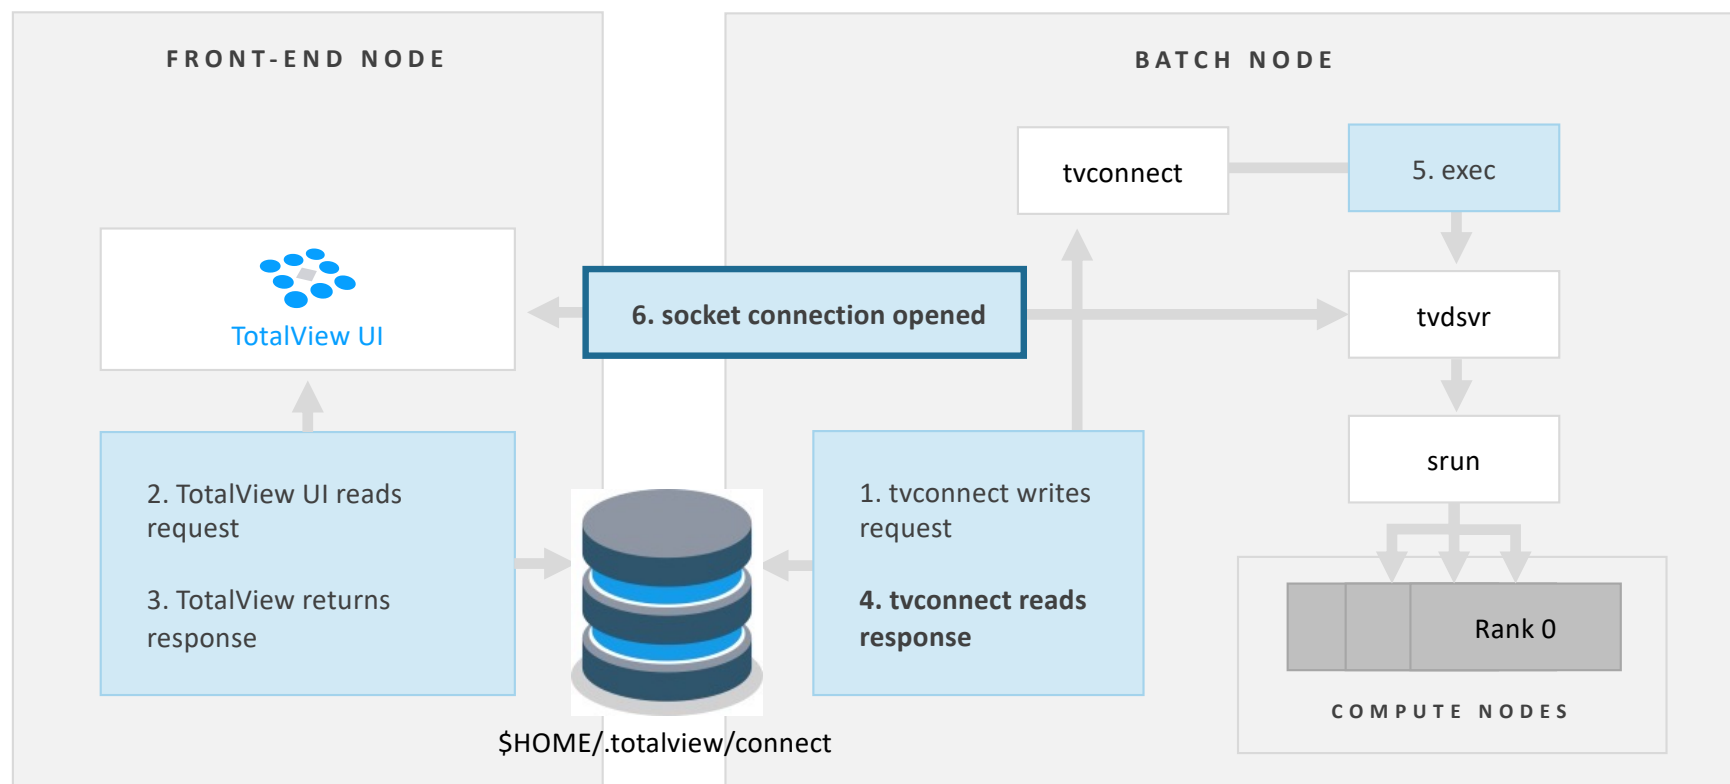 FRONT-END NODE
BATCH NODE
tvconnect
5. exec
TotalView UI
6. socket connection opened
tvdsvr
srun
2. TotalView UI reads
request
3. TotalView returns
response
1. tvconnect writes
request
4. tvconnect reads
response
Rank 0
COMPUTE NODES
$HOME/.totalview/connect